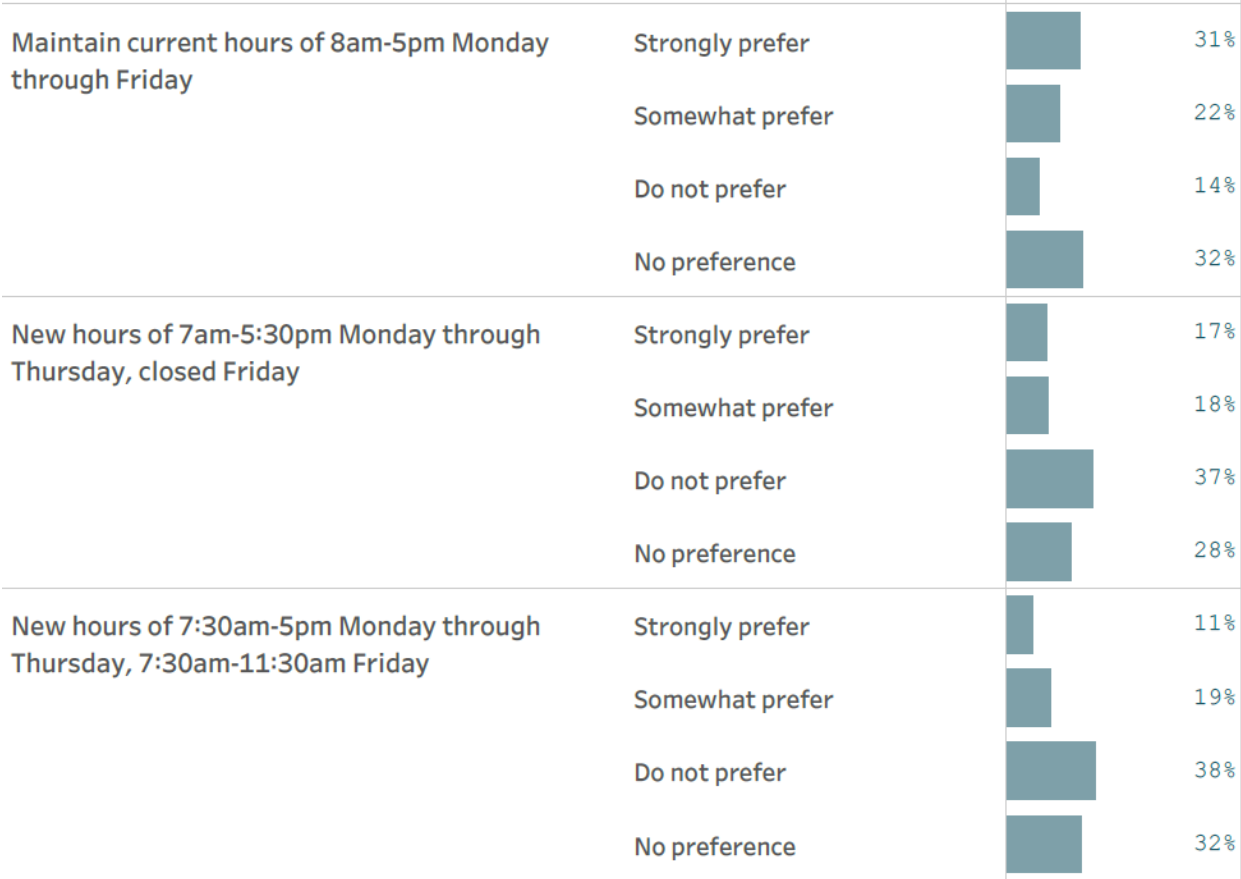 Maintain current hours of 8am-5pm Monday
through Friday
Strongly prefer 31%
Somewhat prefer 22%
Do not prefer 14%
No preference 32%
New hours of 7am-5:30pm Monday through
Thursday, closed Friday
Strongly prefer 17%
Somewhat prefer 18%
Do not prefer 37%
No preference 28%
New hours of 7:30am-5pm Monday through
Thursday, 7:30am-11:30am Friday
Strongly prefer 11%
Somewhat prefer 19%
Do not prefer 38%
No preference 32%